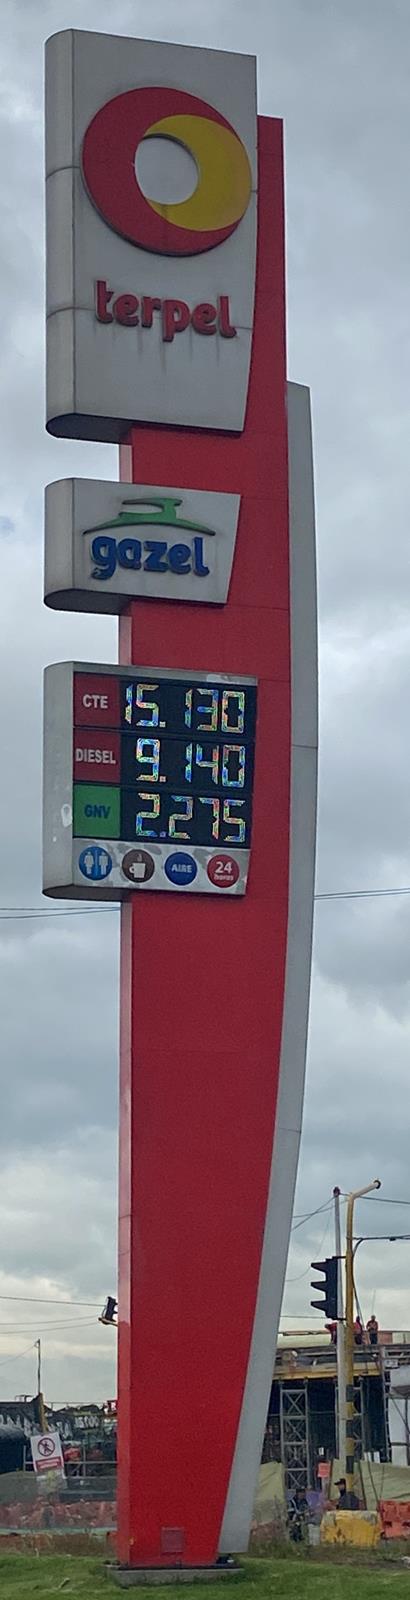 terpel
gazel
CTE 15.130
DIESEL 9.140
GNV 2.275
AIRE 24
horas